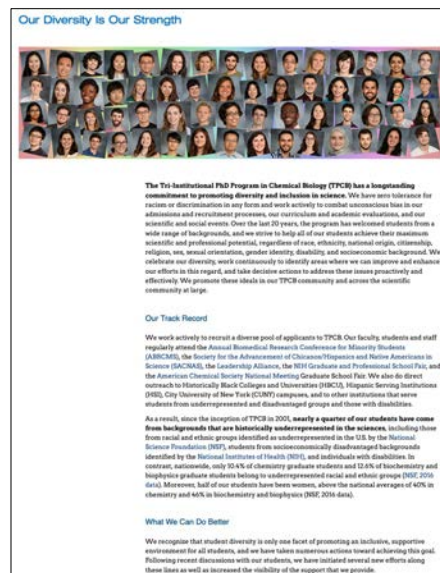 Our Diversity Is Our Strength
The Tri-Institutional PhD Program in Chemical Biology (TPCB) has a longstanding
commitment to promoting diversity and inclusion in science. We have zero tolerance for
racism or discrimination in any form and work actively to combat unconscious bias in our
admissions and recruitment processes, our curriculum and academic evaluations, and our
scientific and social events. Over the last 20 years, the program has welcomed students from a
wide range of backgrounds, and we strive to help all of our students achieve their maximum
scientific and professional potential, regardless of race, ethnicity, national origin, citizenship,
religion, sex, sexual orientation, gender identity, disability, and socioeconomic background. We
celebrate our diversity, work continuously to identify areas where we can improve and enhance
our efforts in this regard, and take decisive actions to address these issues proactively and
effectively. We promote these ideals in our TPCB community and across the scientific
community at large.
Our Track Record
We work actively to recruit a diverse pool of applicants to TPCB. Our faculty, students and staff
regularly attend the Annual Biomedical Research Conference for Minority Students
(ABRCMS), the Society for the Advancement of Chicanos/Hispanics and Native Americans in
Science (SACNAS), the Leadership Alliance, the NIH Graduate and Professional School Fair, and
the American Chemical Society National Meeting Graduate School Fair. We also do direct
outreach to Historically Black Colleges and Universities (HBCU), Hispanic Serving Institutions
(HSI), City University of New York (CUNY) campuses, and to other institutions that serve
students from underrepresented and disadvantaged groups and those with disabilities.
As a result, since the inception of TPCB in 2001, nearly a quarter of our students have come
from backgrounds that are historically underrepresented in the sciences, including those
from racial and ethnic groups identified as underrepresented in the U.S. by the National
Science Foundation (NSF), students from socioeconomically disadvantaged backgrounds
identified by the National Institutes of Health (NIH), and individuals with disabilities. In
contrast, nationwide, only 10.4% of chemistry graduate students and 12.6% of biochemistry and
biophysics graduate students belong to underrepresented racial and ethnic groups (NSF, 2016
data). Moreover, half of our students have been women, above the national averages of 40% in
chemistry and 46% in biochemistry and biophysics (NSF, 2016 data).
What We Can Do Better
We recognize that student diversity is only one facet of promoting an inclusive, supportive
environment for all students, and we have taken numerous actions toward achieving this goal.
Following recent discussions with our students, we have initiated several new efforts along
these lines as well as increased the visibility of the support that we provide.